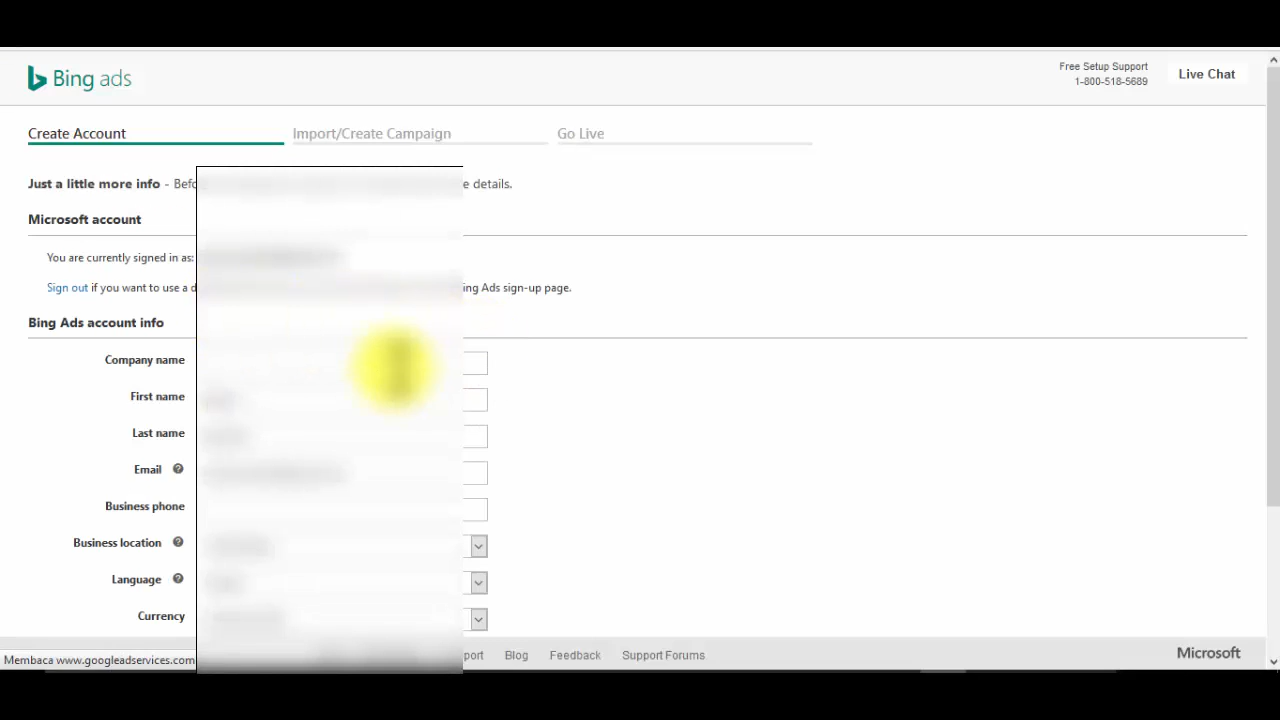 Bing ads
Free Setup Support
1-800-518-5689
Live Chat
Create Account
Import/Create Campaign
Go Live
Just a little more info - e details.
Microsoft account
You are currently signed in as:
Sign out if you want to use a Ads sign-up page.
Bing Ads account info
Company name
First name
Last name
Email
Business phone
Business location
Language
Currency
Blog
Feedback
Support Forums
Microsoft
Membaca www.googleadservices.com